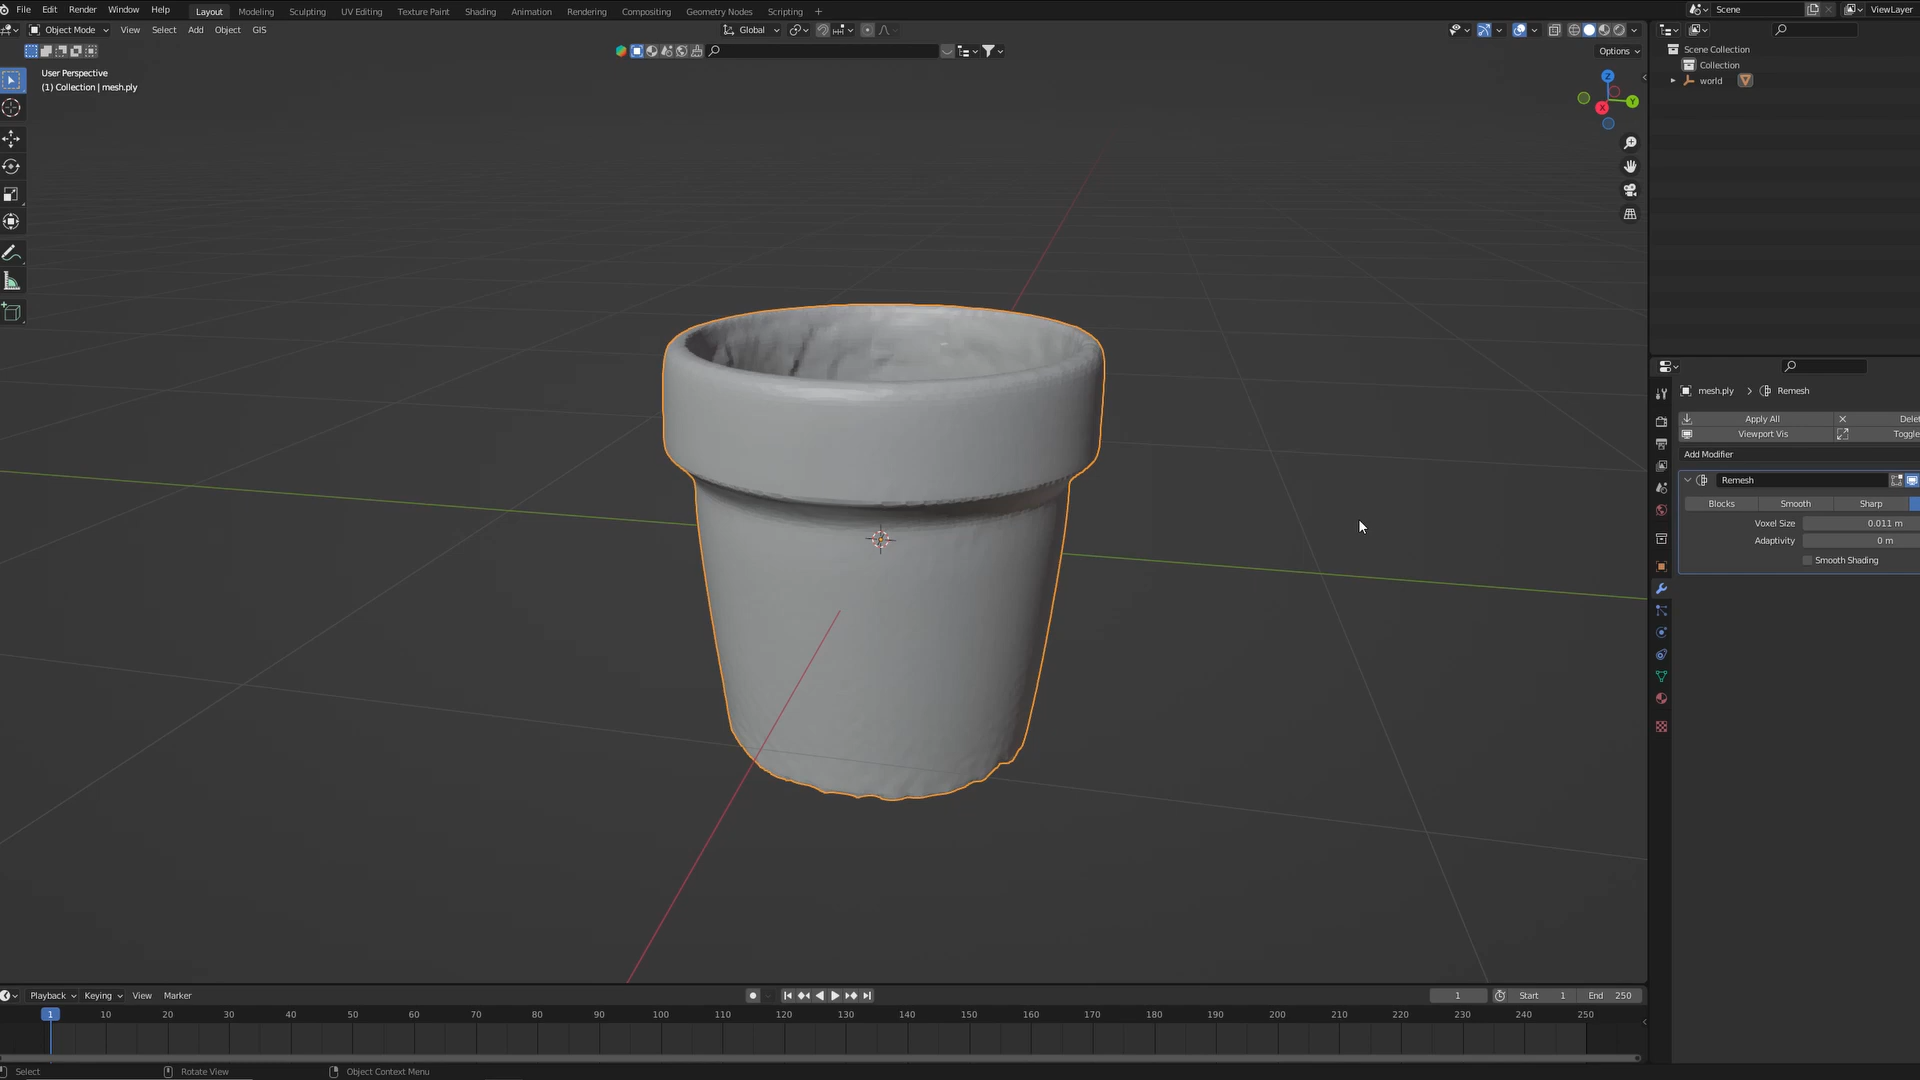 File Edit Render Window Help Layout Modeling Sculpting UV Editing Texture Paint Shading Animation Rendering Compositing Geometry Nodes Scripting + Scene ViewLayer
Object Mode View Select Add Object GIS Global
Options
User Perspective
(1) Collection | mesh.ply
Z
Y
X
Scene Collection
Collection
world
mesh.ply > Remesh
Apply All Delet
Viewport Vis Toggle
Add Modifier
Remesh
Blocks Smooth Sharp
Voxel Size 0.011 m
Adaptivity 0 m
Smooth Shading
Playback Keying View Marker 1 Start 1 End 250
1 10 20 30 40 50 60 70 80 90 100 110 120 130 140 150 160 170 180 190 200 210 220 230 240 250
Select Rotate View Object Context Menu